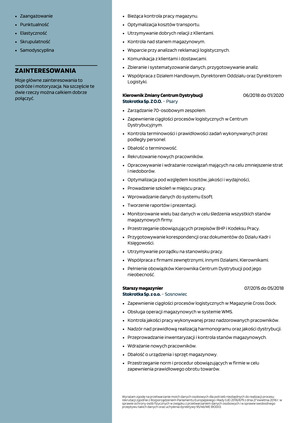 Zaangażowanie
Punktualność
Elastyczność
Skrupulatność
Samodyscyplina
ZAINTERESOWANIA
Moje główne zainteresowania to
podróże i motoryzacja. Na szczęście te
dwie rzeczy można całkiem dobrze
połączyć.
Bieżąca kontrola pracy magazynu.
Optymalizacja kosztów transportu.
Utrzymywanie dobrych relacji z Klientami.
Kontrola nad stanem magazynowym.
Wsparcie przy analizach reklamacji logistycznych.
Komunikacja z klientami i dostawcami.
Zbieranie i systematyzowanie danych, przygotowywanie analiz.
Współpraca z Działem Handlowym, Dyrektorem Oddziału oraz Dyrektorem
Logistyki.
Kierownik Zmiany Centrum Dystrybucji 06/2018 do 01/2020
Stokrotka Sp. Z O.O. - Psary
Zarządzanie 70-osobowym zespołem.
Zapewnienie ciągłości procesów logistycznych w Centrum
Dystrybucyjnym.
Kontrola terminowości i prawidłowości zadań wykonywanych przez
podległy personel.
Dbałość o terminowość.
Rekrutowanie nowych pracowników.
Opracowywanie i wdrażanie rozwiązań mających na celu zmniejszenie strat
i niedoborów.
Optymalizacja pod względem kosztów, jakości i wydajności.
Prowadzenie szkoleń w miejscu pracy.
Wprowadzanie danych do systemu Esoft.
Tworzenie raportów i prezentacji.
Monitorowanie wielu baz danych w celu śledzenia wszystkich stanów
magazynowych firmy.
Przestrzeganie obowiązujących przepisów BHP i Kodeksu Pracy.
Przygotowywanie korespondencji oraz dokumentów do Działu Kadr i
Księgowości.
Utrzymywanie porządku na stanowisku pracy.
Współpraca z firmami zewnętrznymi, innymi Działami, Kierownikami.
Pełnienie obowiązków Kierownika Centrum Dystrybucji pod jego
nieobecność.
Starszy magazynier 07/2015 do 05/2018
Stokrotka Sp. z o.o. - Sosnowiec
Zapewnienie ciągłości procesów logistycznych w Magazynie Cross Dock.
Obsługa operacji magazynowych w systemie WMS.
Kontrola jakości pracy wykonywanej przez nadzorowanych pracowników.
Nadzór nad prawidłową realizacją harmonogramu oraz jakości dystrybucji.
Przeprowadzanie inwentaryzacji i kontrola stanów magazynowych.
Wdrażanie nowych pracowników.
Dbałość o urządzenia i sprzęt magazynowy.
Przestrzeganie norm i procedur obowiązujących w firmie w celu
zapewnienia prawidłowego obrotu towarów.